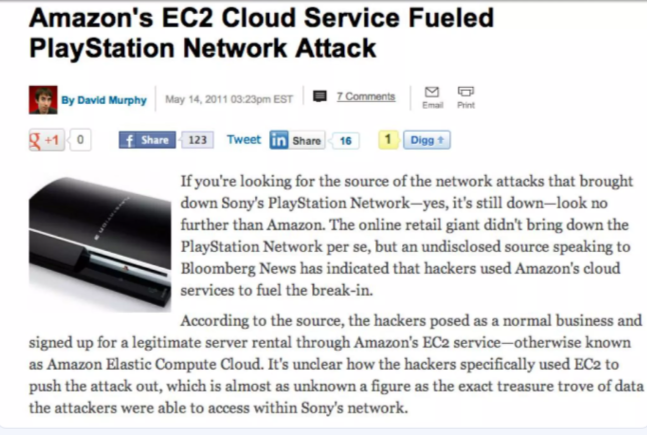 Amazon's EC2 Cloud Service Fueled
PlayStation Network Attack
By David Murphy
May 14, 2011 03:23pm EST
7 Comments
Email
Print
g +1
0
f Share
123
Tweet
in Share
16
1
Digg
If you're looking for the source of the network attacks that brought
down Sony's PlayStation Network—yes, it's still down—look no
further than Amazon. The online retail giant didn't bring down the
PlayStation Network per se, but an undisclosed source speaking to
Bloomberg News has indicated that hackers used Amazon's cloud
services to fuel the break-in.
According to the source, the hackers posed as a normal business and
signed up for a legitimate server rental through Amazon's EC2 service—otherwise known
as Amazon Elastic Compute Cloud. It's unclear how the hackers specifically used EC2 to
push the attack out, which is almost as unknown a figure as the exact treasure trove of data
the attackers were able to access within Sony's network.